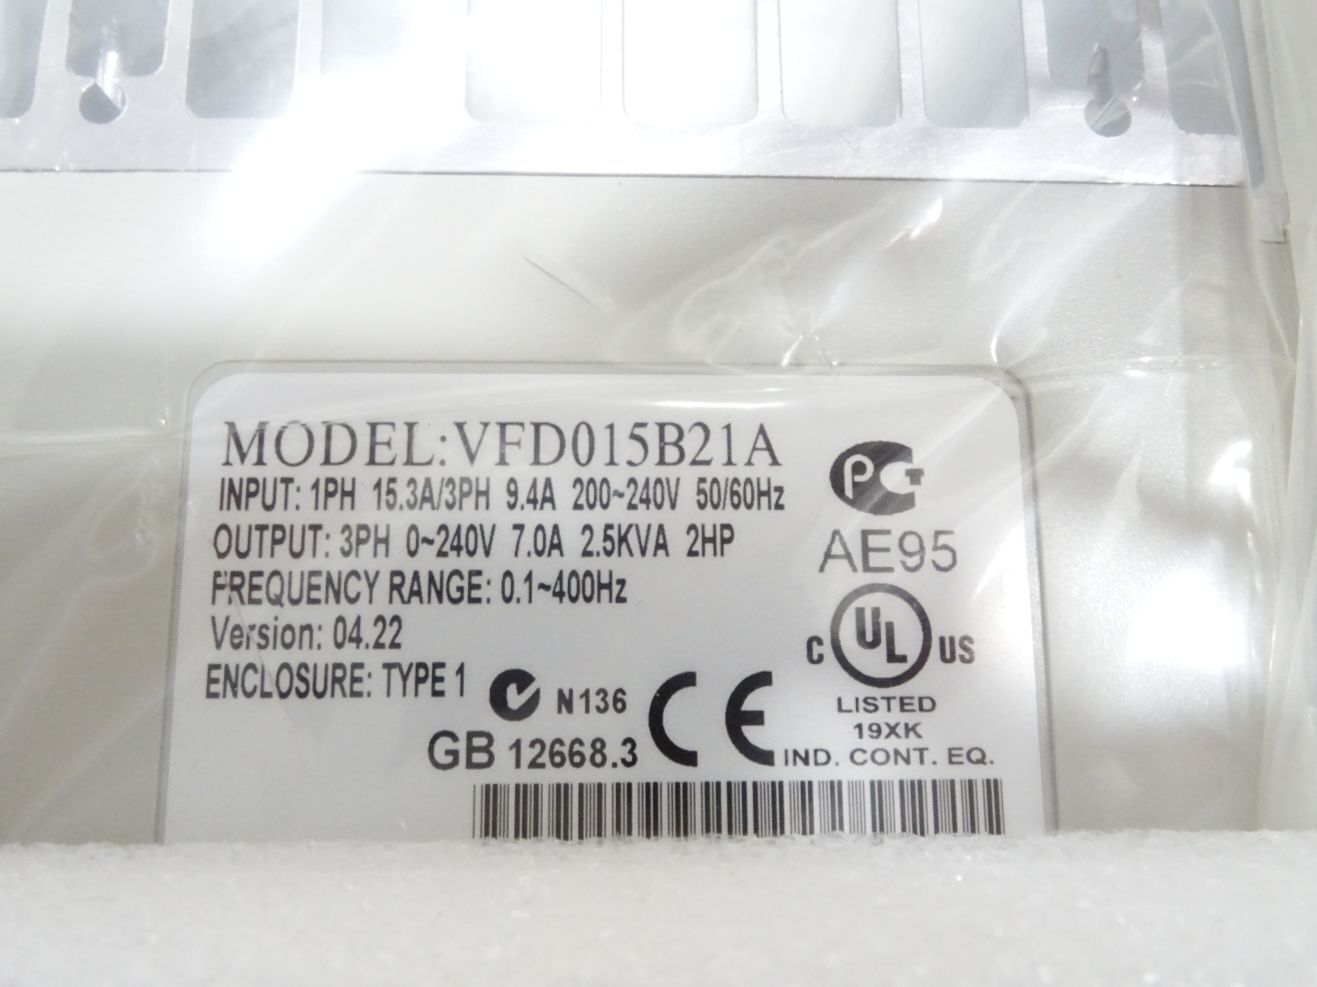 MODEL:VFD015B21A
INPUT: 1PH 15.3A/3PH 9.4A 200~240V 50/60Hz
OUTPUT: 3PH 0~240V 7.0A 2.5KVA 2HP
FREQUENCY RANGE: 0.1~400Hz
Version: 04.22
ENCLOSURE: TYPE 1
N136
GB 12668.3
CE
PCT
AE95
C UL US
LISTED
19XK
IND. CONT. EQ.